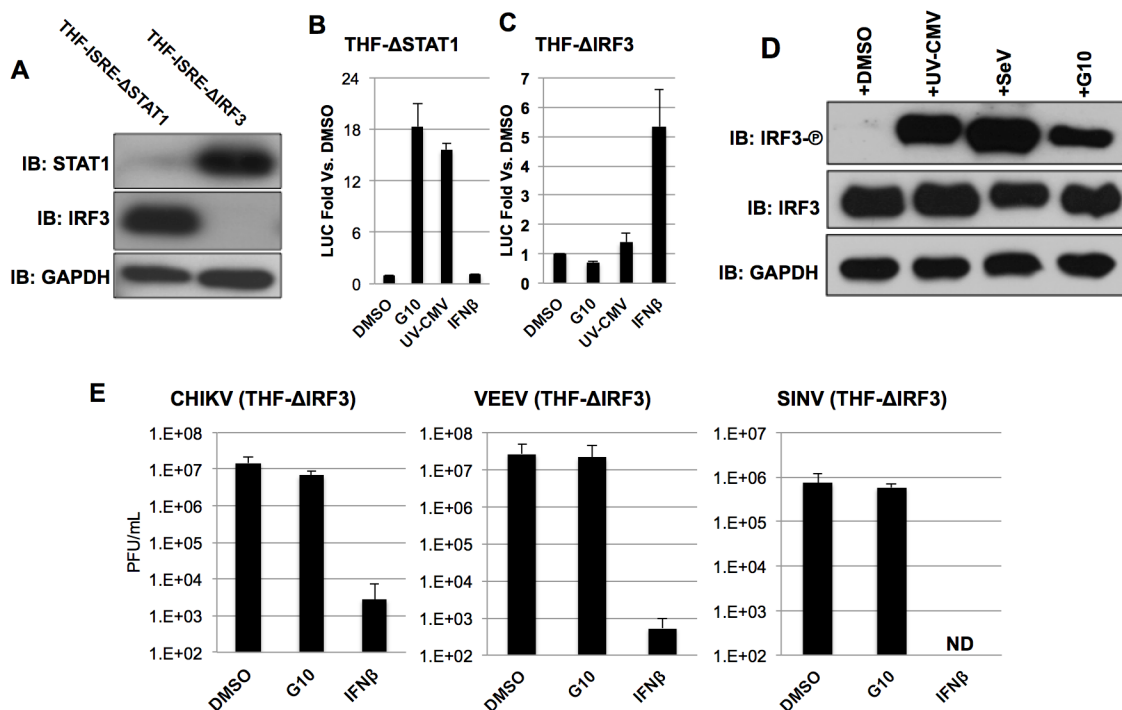 A
THF-ISRE-ΔSTAT1
THF-ISRE-ΔIRF3
IB: STAT1
IB: IRF3
IB: GAPDH
B
THF-ΔSTAT1
LUC Fold Vs. DMSO
24
18
12
6
0
DMSO
G10
UV-CMV
IFNβ
C
THF-ΔIRF3
LUC Fold Vs. DMSO
7
6
5
4
3
2
1
0
DMSO
G10
UV-CMV
IFNβ
D
+DMSO
+UV-CMV
+SeV
+G10
IB: IRF3-Ⓟ
IB: IRF3
IB: GAPDH
E
CHIKV (THF-ΔIRF3)
PFU/mL
1.E+08
1.E+07
1.E+06
1.E+05
1.E+04
1.E+03
1.E+02
DMSO
G10
IFNβ
VEEV (THF-ΔIRF3)
1.E+08
1.E+07
1.E+06
1.E+05
1.E+04
1.E+03
1.E+02
DMSO
G10
IFNβ
SINV (THF-ΔIRF3)
1.E+07
1.E+06
1.E+05
1.E+04
1.E+03
1.E+02
ND
DMSO
G10
IFNβ